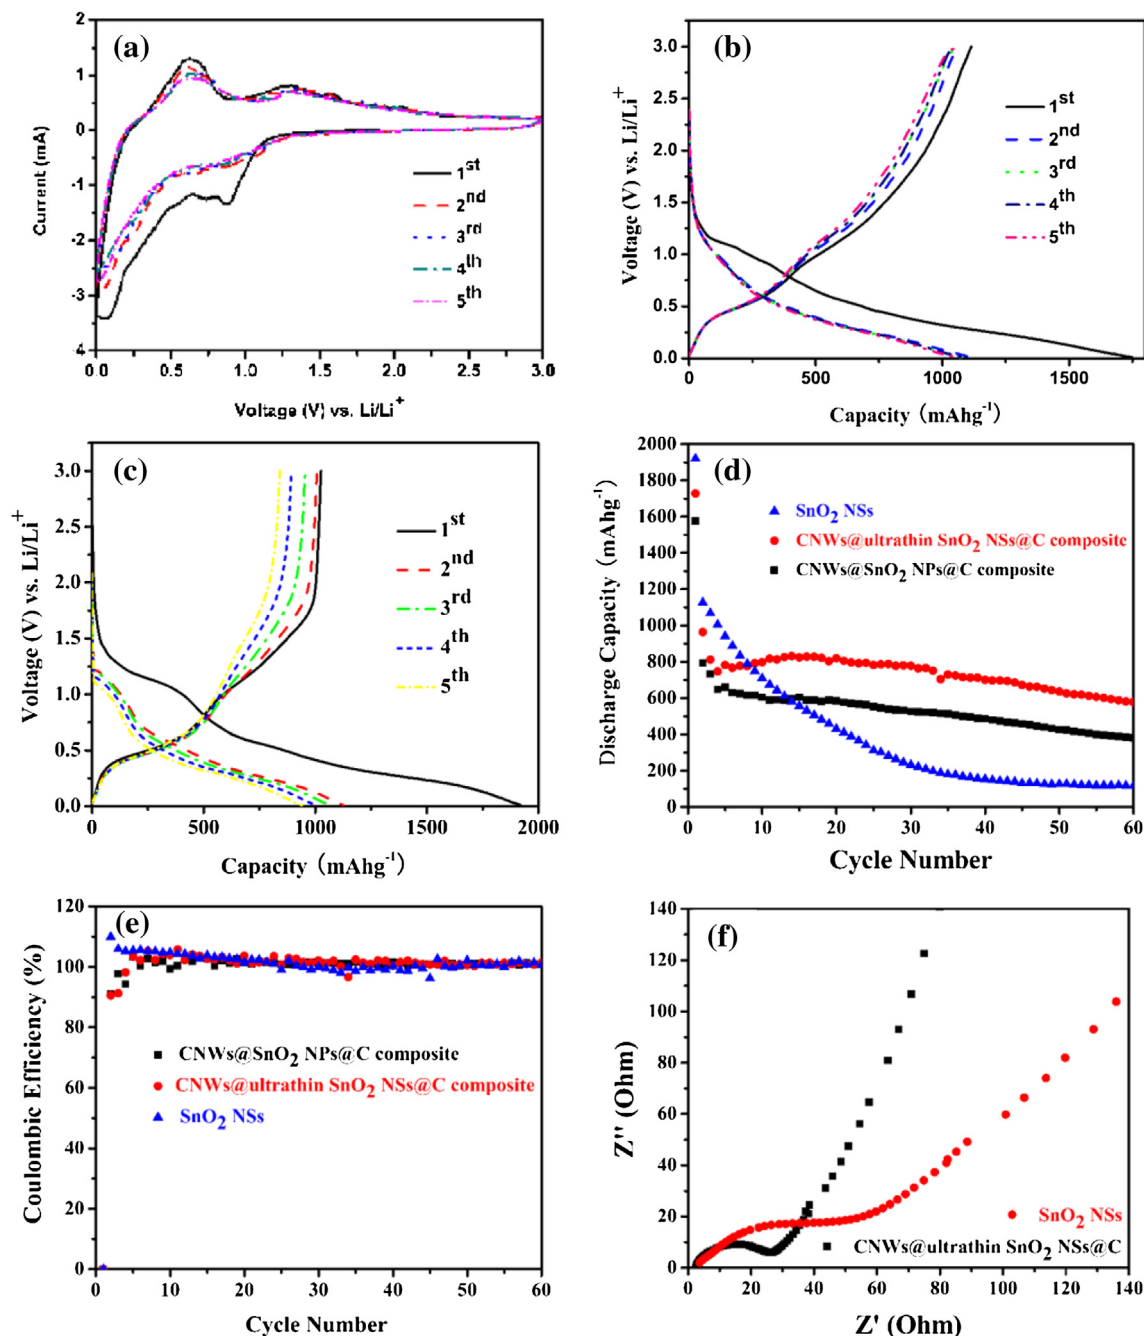 (a)
2
1
0
-1
-2
-3
-4
Current (mA)
1st
2nd
3rd
4th
5th
0.0 0.5 1.0 1.5 2.0 2.5 3.0
Voltage (V) vs. Li/Li+
(b)
3.0
2.5
2.0
1.5
1.0
0.5
0.0
Voltage (V) vs. Li/Li+
1st
2nd
3rd
4th
5th
0 500 1000 1500
Capacity (mAhg-1)
(c)
3.0
2.5
2.0
1.5
1.0
0.5
0.0
Voltage (V) vs. Li/Li+
1st
2nd
3rd
4th
5th
0 500 1000 1500 2000
Capacity (mAhg-1)
(d)
2000
1800
1600
1400
1200
1000
800
600
400
200
0
Discharge Capacity (mAhg-1)
SnO2 NSs
CNWs@ultrathin SnO2 NSs@C composite
CNWs@SnO2 NPs@C composite
0 10 20 30 40 50 60
Cycle Number
(e)
120
100
80
60
40
20
0
Coulombic Efficiency (%)
CNWs@SnO2 NPs@C composite
CNWs@ultrathin SnO2 NSs@C composite
SnO2 NSs
0 10 20 30 40 50 60
Cycle Number
(f)
140
120
100
80
60
40
20
0
Z'' (Ohm)
SnO2 NSs
CNWs@ultrathin SnO2 NSs@C
0 20 40 60 80 100 120 140
Z' (Ohm)